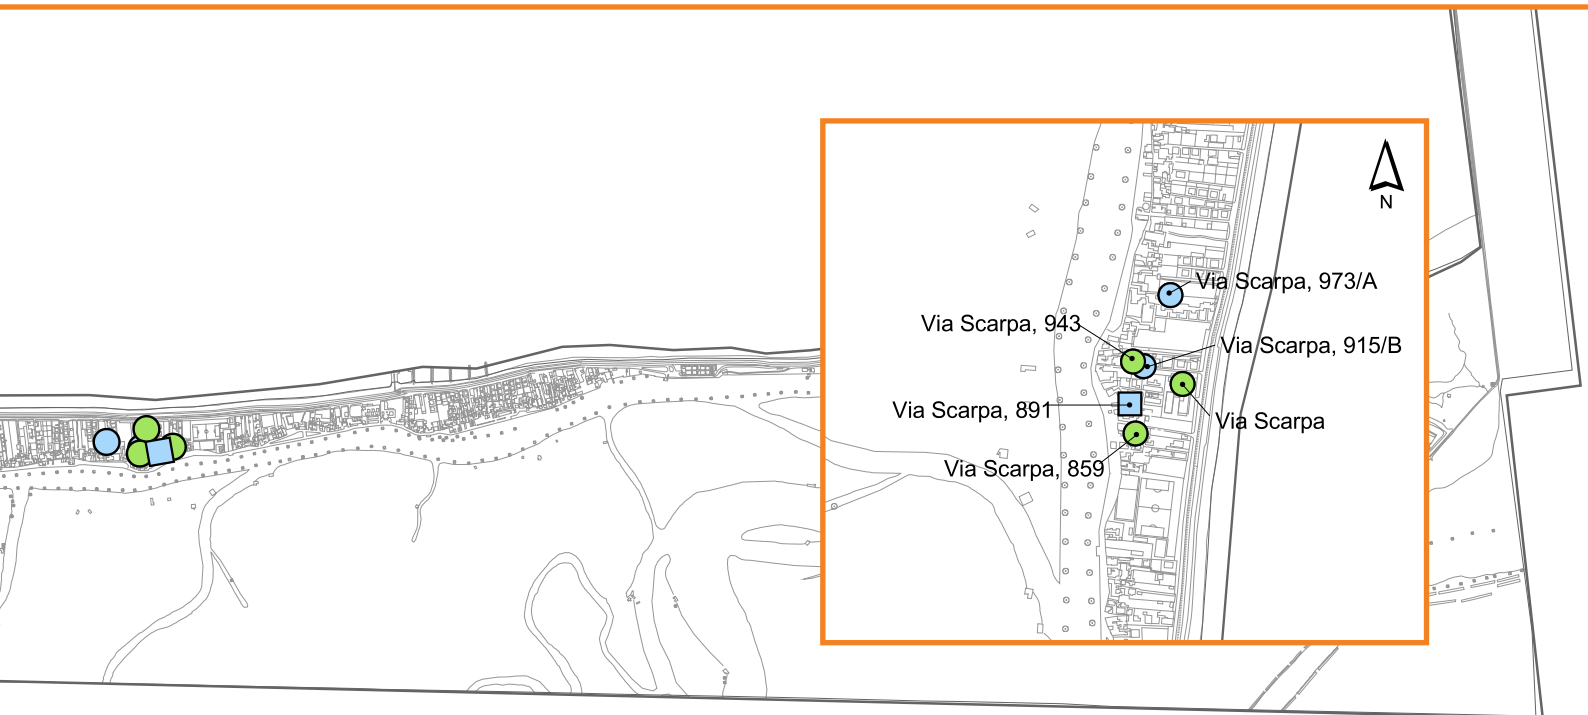 N
Via Scarpa, 973/A
Via Scarpa, 943
Via Scarpa, 915/B
Via Scarpa, 891
Via Scarpa
Via Scarpa, 859